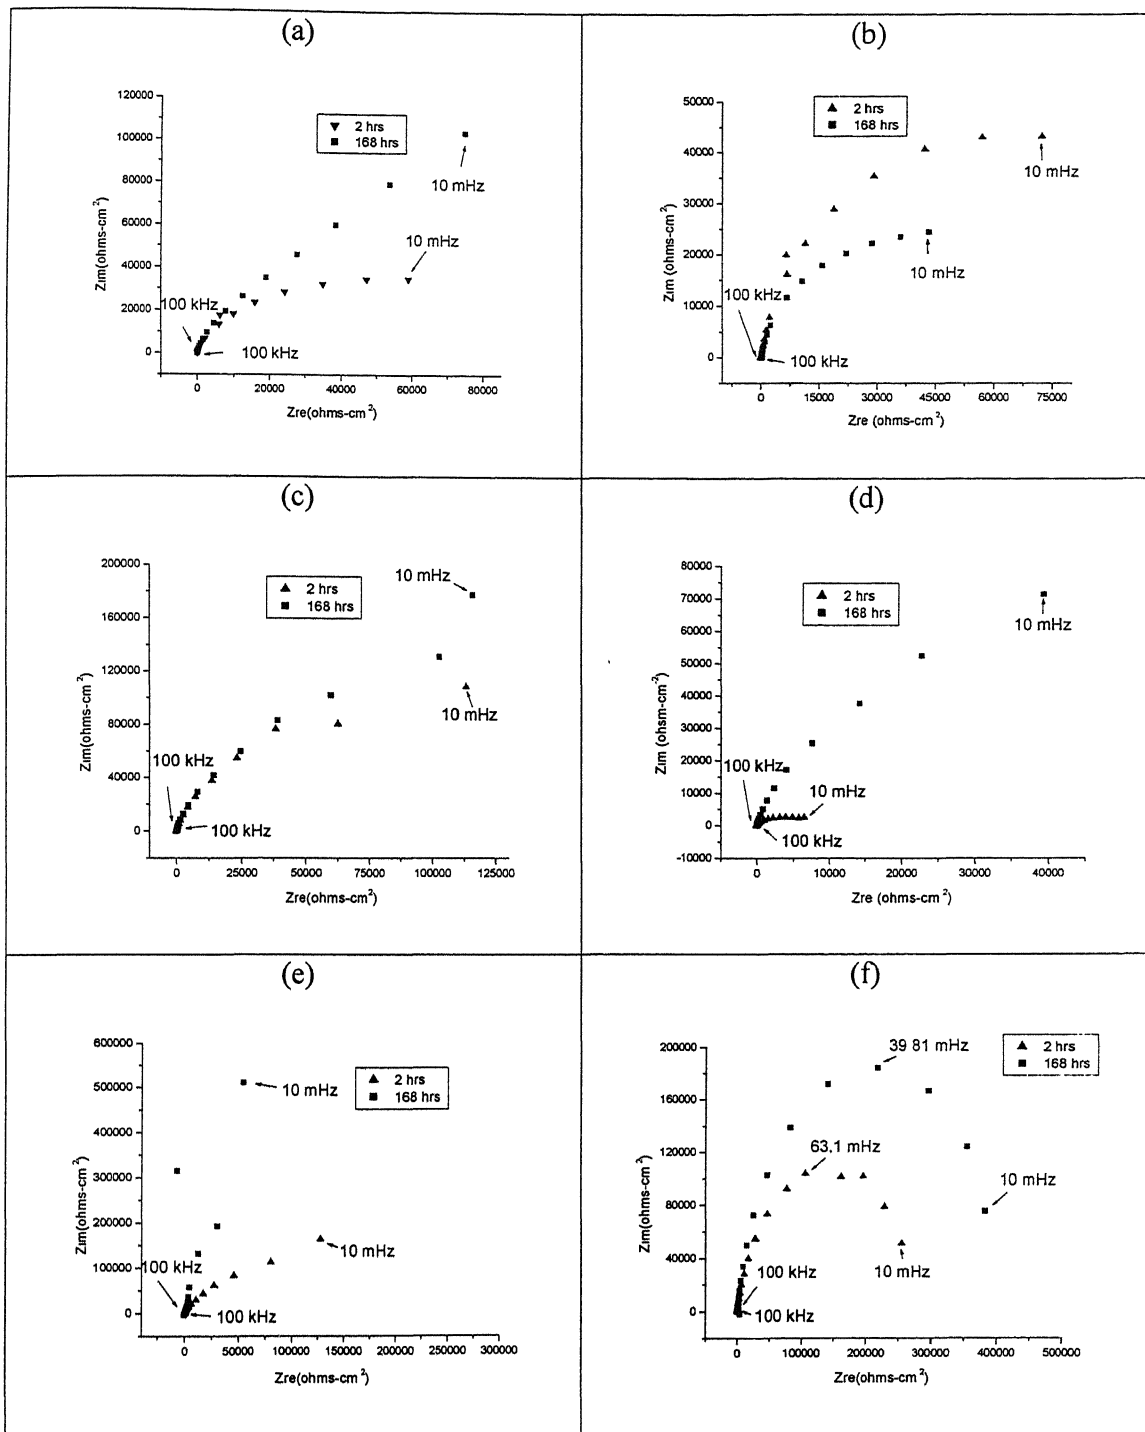 (a)
120000
100000
80000
60000
40000
20000
0
Zim(ohms-cm²)
2 hrs
168 hrs
10 mHz
10 mHz
100 kHz
100 kHz
0 20000 40000 60000 80000
Zre(ohms-cm²)
(b)
50000
40000
30000
20000
10000
0
Zim (ohms-cm²)
2 hrs
168 hrs
10 mHz
10 mHz
100 kHz
100 kHz
0 15000 30000 45000 60000 75000
Zre (ohms-cm²)
(c)
200000
160000
120000
80000
40000
0
Zim(ohms-cm²)
2 hrs
168 hrs
10 mHz
10 mHz
100 kHz
100 kHz
0 25000 50000 75000 100000 125000
Zre(ohms-cm²)
(d)
80000
70000
60000
50000
40000
30000
20000
10000
0
-10000
Zim (ohsm-cm⁻²)
2 hrs
168 hrs
10 mHz
100 kHz
10 mHz
100 kHz
0 10000 20000 30000 40000
Zre (ohms-cm²)
(e)
600000
500000
400000
300000
200000
100000
0
Zim(ohms-cm²)
2 hrs
168 hrs
10 mHz
10 mHz
100 kHz
100 kHz
0 50000 100000 150000 200000 250000 300000
Zre(ohms-cm²)
(f)
200000
160000
120000
80000
40000
0
Zim(ohms-cm²)
39 81 mHz
2 hrs
168 hrs
63.1 mHz
10 mHz
100 kHz
10 mHz
100 kHz
0 100000 200000 300000 400000 500000
Zre(ohms-cm²)